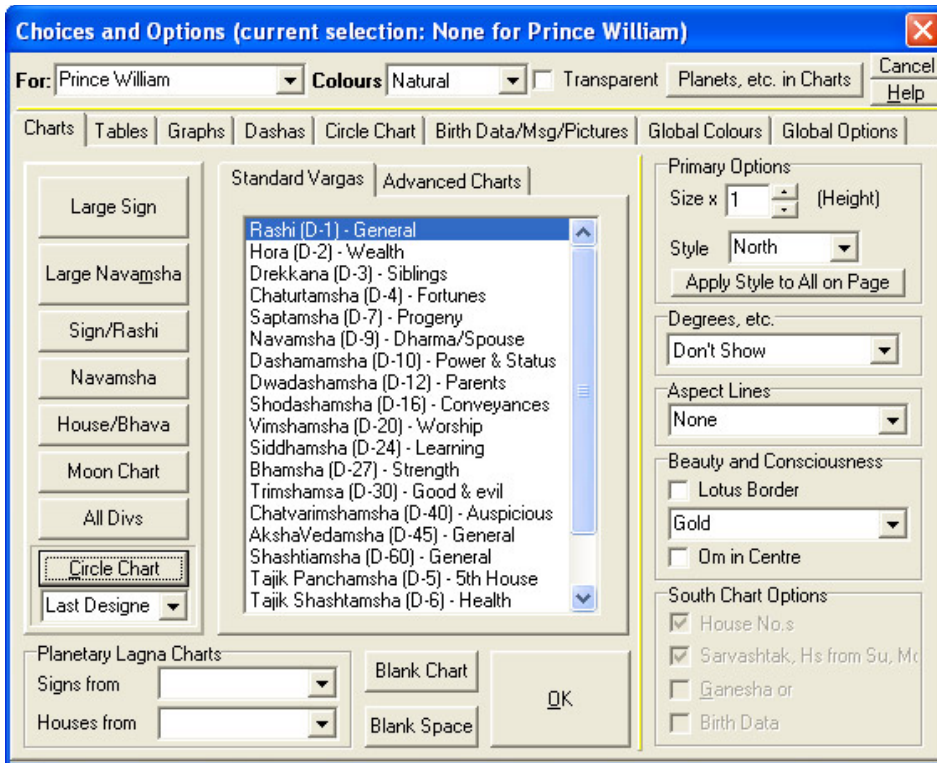 Choices and Options (current selection: None for Prince William)
For: Prince William Colours Natural Transparent Planets, etc. in Charts Cancel
Help
Charts Tables Graphs Dashas Circle Chart Birth Data/Msg/Pictures Global Colours Global Options
Large Sign
Large Navamsha
Sign/Rashi
Navamsha
House/Bhava
Moon Chart
All Divs
Circle Chart
Last Designe
Standard Vargas Advanced Charts
Rashi (D-1) - General
Hora (D-2) - Wealth
Drekkana (D-3) - Siblings
Chaturtamsha (D-4) - Fortunes
Saptamsha (D-7) - Progeny
Navamsha (D-9) - Dharma/Spouse
Dashamamsha (D-10) - Power & Status
Dwadashamsha (D-12) - Parents
Shodashamsha (D-16) - Conveyances
Vimshamsha (D-20) - Worship
Siddhamsha (D-24) - Learning
Bhamsha (D-27) - Strength
Trimshamsa (D-30) - Good & evil
Chatvarimshamsha (D-40) - Auspicious
AkshaVedamsha (D-45) - General
Shashtiamsha (D-60) - General
Tajik Panchamsha (D-5) - 5th House
Tajik Shashtamsha (D-6) - Health
Primary Options
Size x 1 (Height)
Style North
Apply Style to All on Page
Degrees, etc.
Don't Show
Aspect Lines
None
Beauty and Consciousness
Lotus Border
Gold
Om in Centre
South Chart Options
House No.s
Sarvashtak, Hs from Su, Mo
Ganesha or
Birth Data
Planetary Lagna Charts
Signs from
Houses from
Blank Chart
Blank Space
OK